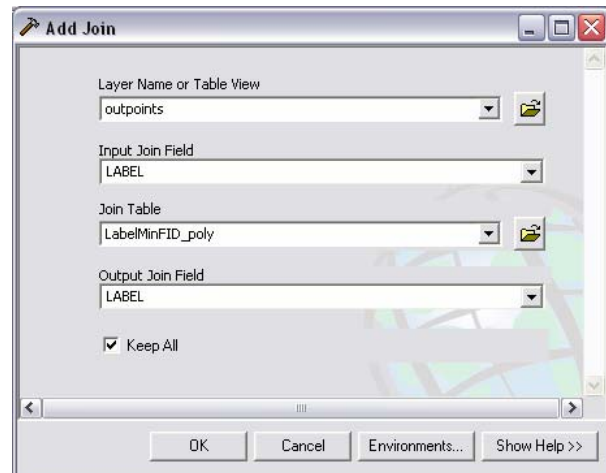 Add Join
Layer Name or Table View
outpoints
Input Join Field
LABEL
Join Table
LabelMinFID_poly
Output Join Field
LABEL
Keep All
OK Cancel Environments... Show Help >>